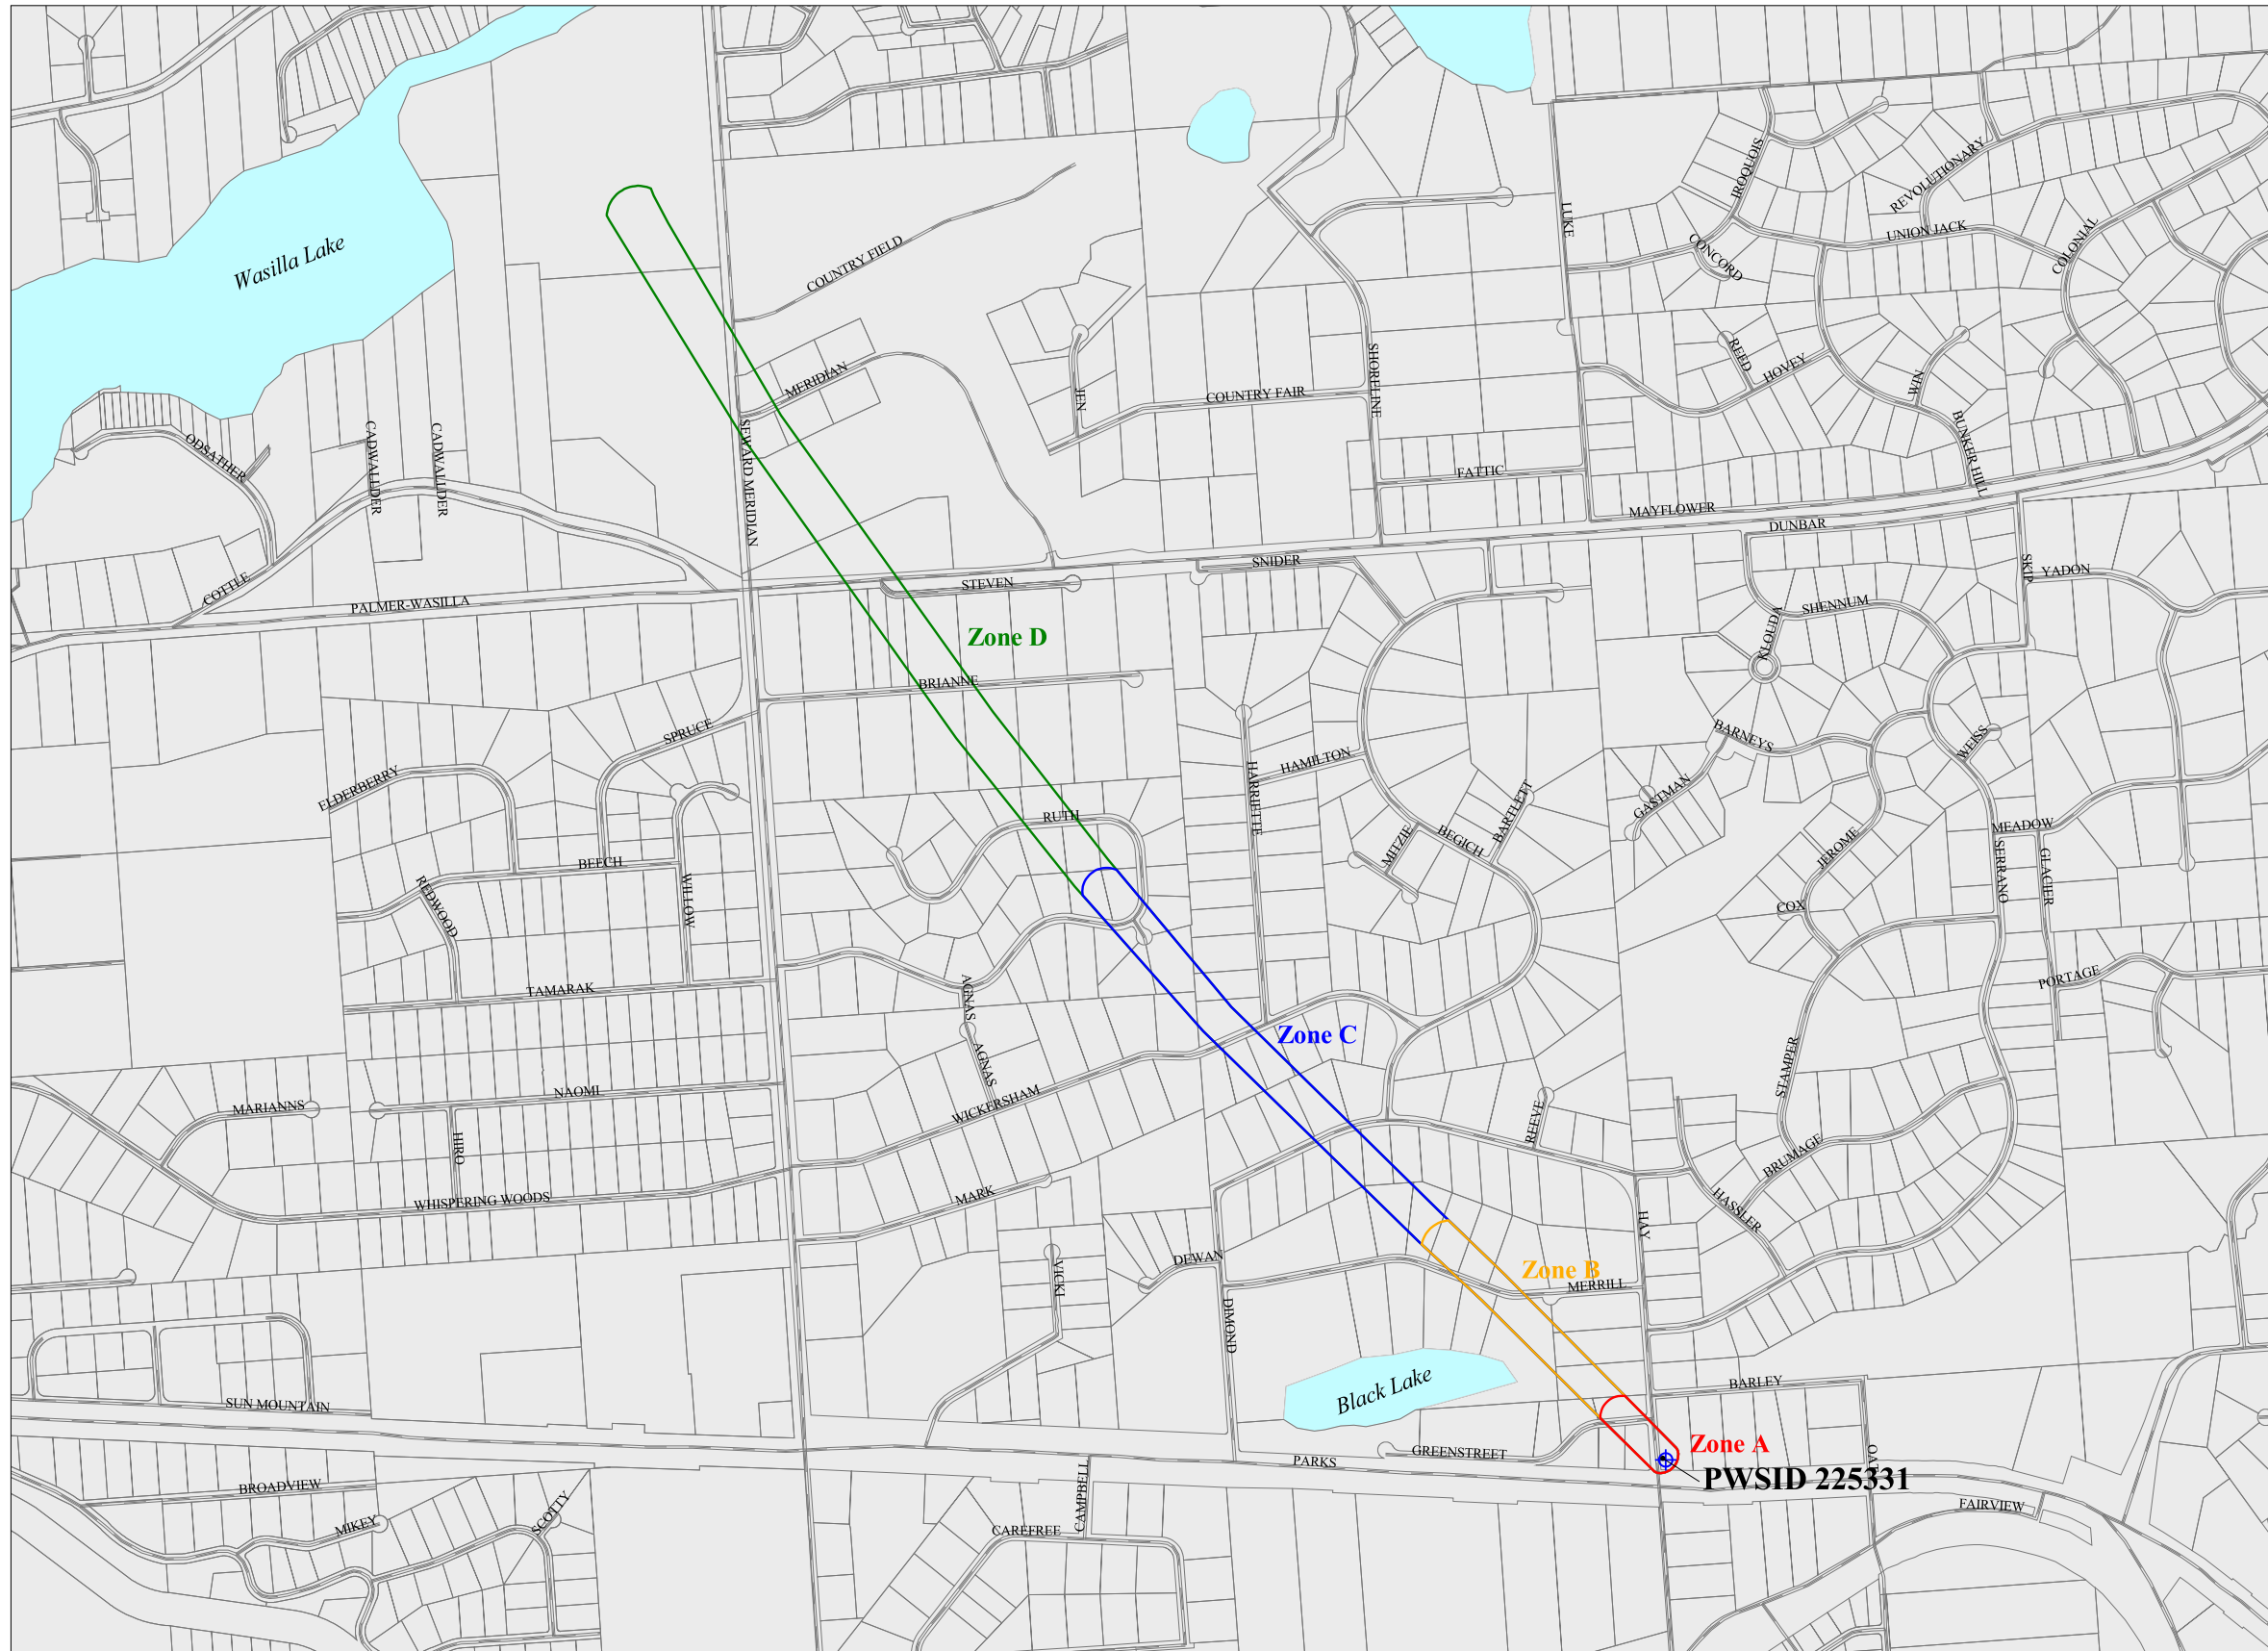 IROQUOIS
REVOLUTIONARY
LUKE
UNION JACK
COLONIAL
Wasilla Lake
COUNTRY FIELD
CONCORD
SHORELINE
REED
HOVEY
WIN
MERIDIAN
JEN
COUNTRY FAIR
BUNKER HILL
ODSATHER
CADWALLDER
CADWALLDER
SEWARD MERIDIAN
FATTIC
MAYFLOWER
DUNBAR
SNIDER
SKIP
YADON
COTTLE
STEVEN
PALMER-WASILLA
SHENNUM
KLOUDA
Zone D
BRIANNE
SPRUCE
BARNEYS
WEISS
HAMILTON
ELDERBERRY
HARRIETTE
GASTMAN
BARTLETT
RUTH
MITZIE
BEGICH
MEADOW
JEROME
SERRANO
GLACIER
BEECH
REDWOOD
WILLOW
COX
TAMARAK
AGNAS
PORTAGE
Zone C
AGNAS
STAMPER
NAOMI
MARIANNS
WICKERSHAM
REEVE
HIRO
BRUMAGE
WHISPERING WOODS
MARK
HASSLER
HAY
DEWAN
VICKI
Zone B
MERRILL
DIMOND
Black Lake
BARLEY
SUN MOUNTAIN
Zone A
GREENSTREET
PARKS
PWSID 225331
BROADVIEW
CAMPBELL
FAIRVIEW
MIKEY
SCOTTY
CAREFREE